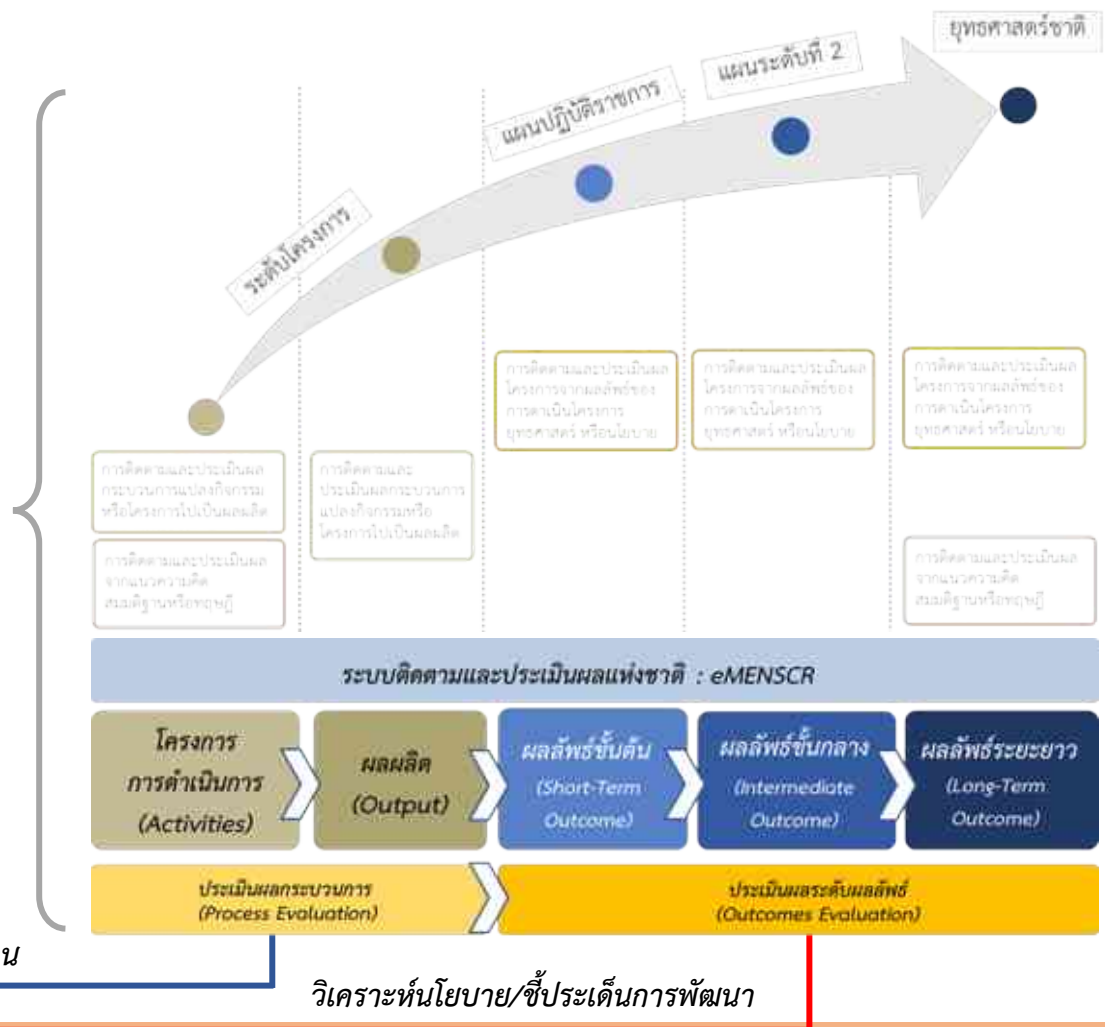 ยุทธศาสตร์ชาติ
แผนระดับที่ 2
แผนปฏิบัติราชการ
ระดับโครงการ
การติดตามและประเมินผล
โครงการจากผลลัพธ์ของ
การดาเนินโครงการ
ยุทธศาสตร์ หรือนโยบาย
การติดตามและประเมินผล
โครงการจากผลลัพธ์ของ
การดาเนินโครงการ
ยุทธศาสตร์ หรือนโยบาย
การติดตามและประเมินผล
โครงการจากผลลัพธ์ของ
การดาเนินโครงการ
ยุทธศาสตร์ หรือนโยบาย
การติดตามและประเมินผล
กระบวนการแปลงกิจกรรม
หรือโครงการไปเป็นผลผลิต
การติดตามและ
ประเมินผลกระบวนการ
แปลงกิจกรรมหรือ
โครงการไปเป็นผลผลิต
การติดตามและประเมินผล
จากแนวความคิด
สมมติฐานหรือทฤษฎี
การติดตามและประเมินผล
จากแนวความคิด
สมมติฐานหรือทฤษฎี
ระบบติดตามและประเมินผลแห่งชาติ : eMENSCR
โครงการ
การดำเนินการ
(Activities)
ผลผลิต
(Output)
ผลลัพธ์ขั้นต้น
(Short-Term
Outcome)
ผลลัพธ์ขั้นกลาง
(Intermediate
Outcome)
ผลลัพธ์ระยะยาว
(Long-Term
Outcome)
ประเมินผลกระบวนการ
(Process Evaluation)
ประเมินผลระดับผลลัพธ์
(Outcomes Evaluation)
น
วิเคราะห์นโยบาย/ชี้ประเด็นการพัฒนา